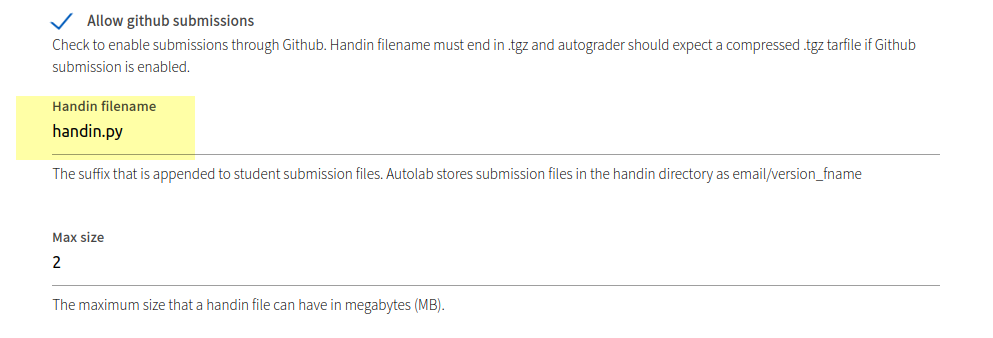 Allow github submissions
Check to enable submissions through Github. Handin filename must end in .tgz and autograder should expect a compressed .tgz tarfile if Github
submission is enabled.
Handin filename
handin.py
The suffix that is appended to student submission files. Autolab stores submission files in the handin directory as email/version_fname
Max size
2
The maximum size that a handin file can have in megabytes (MB).